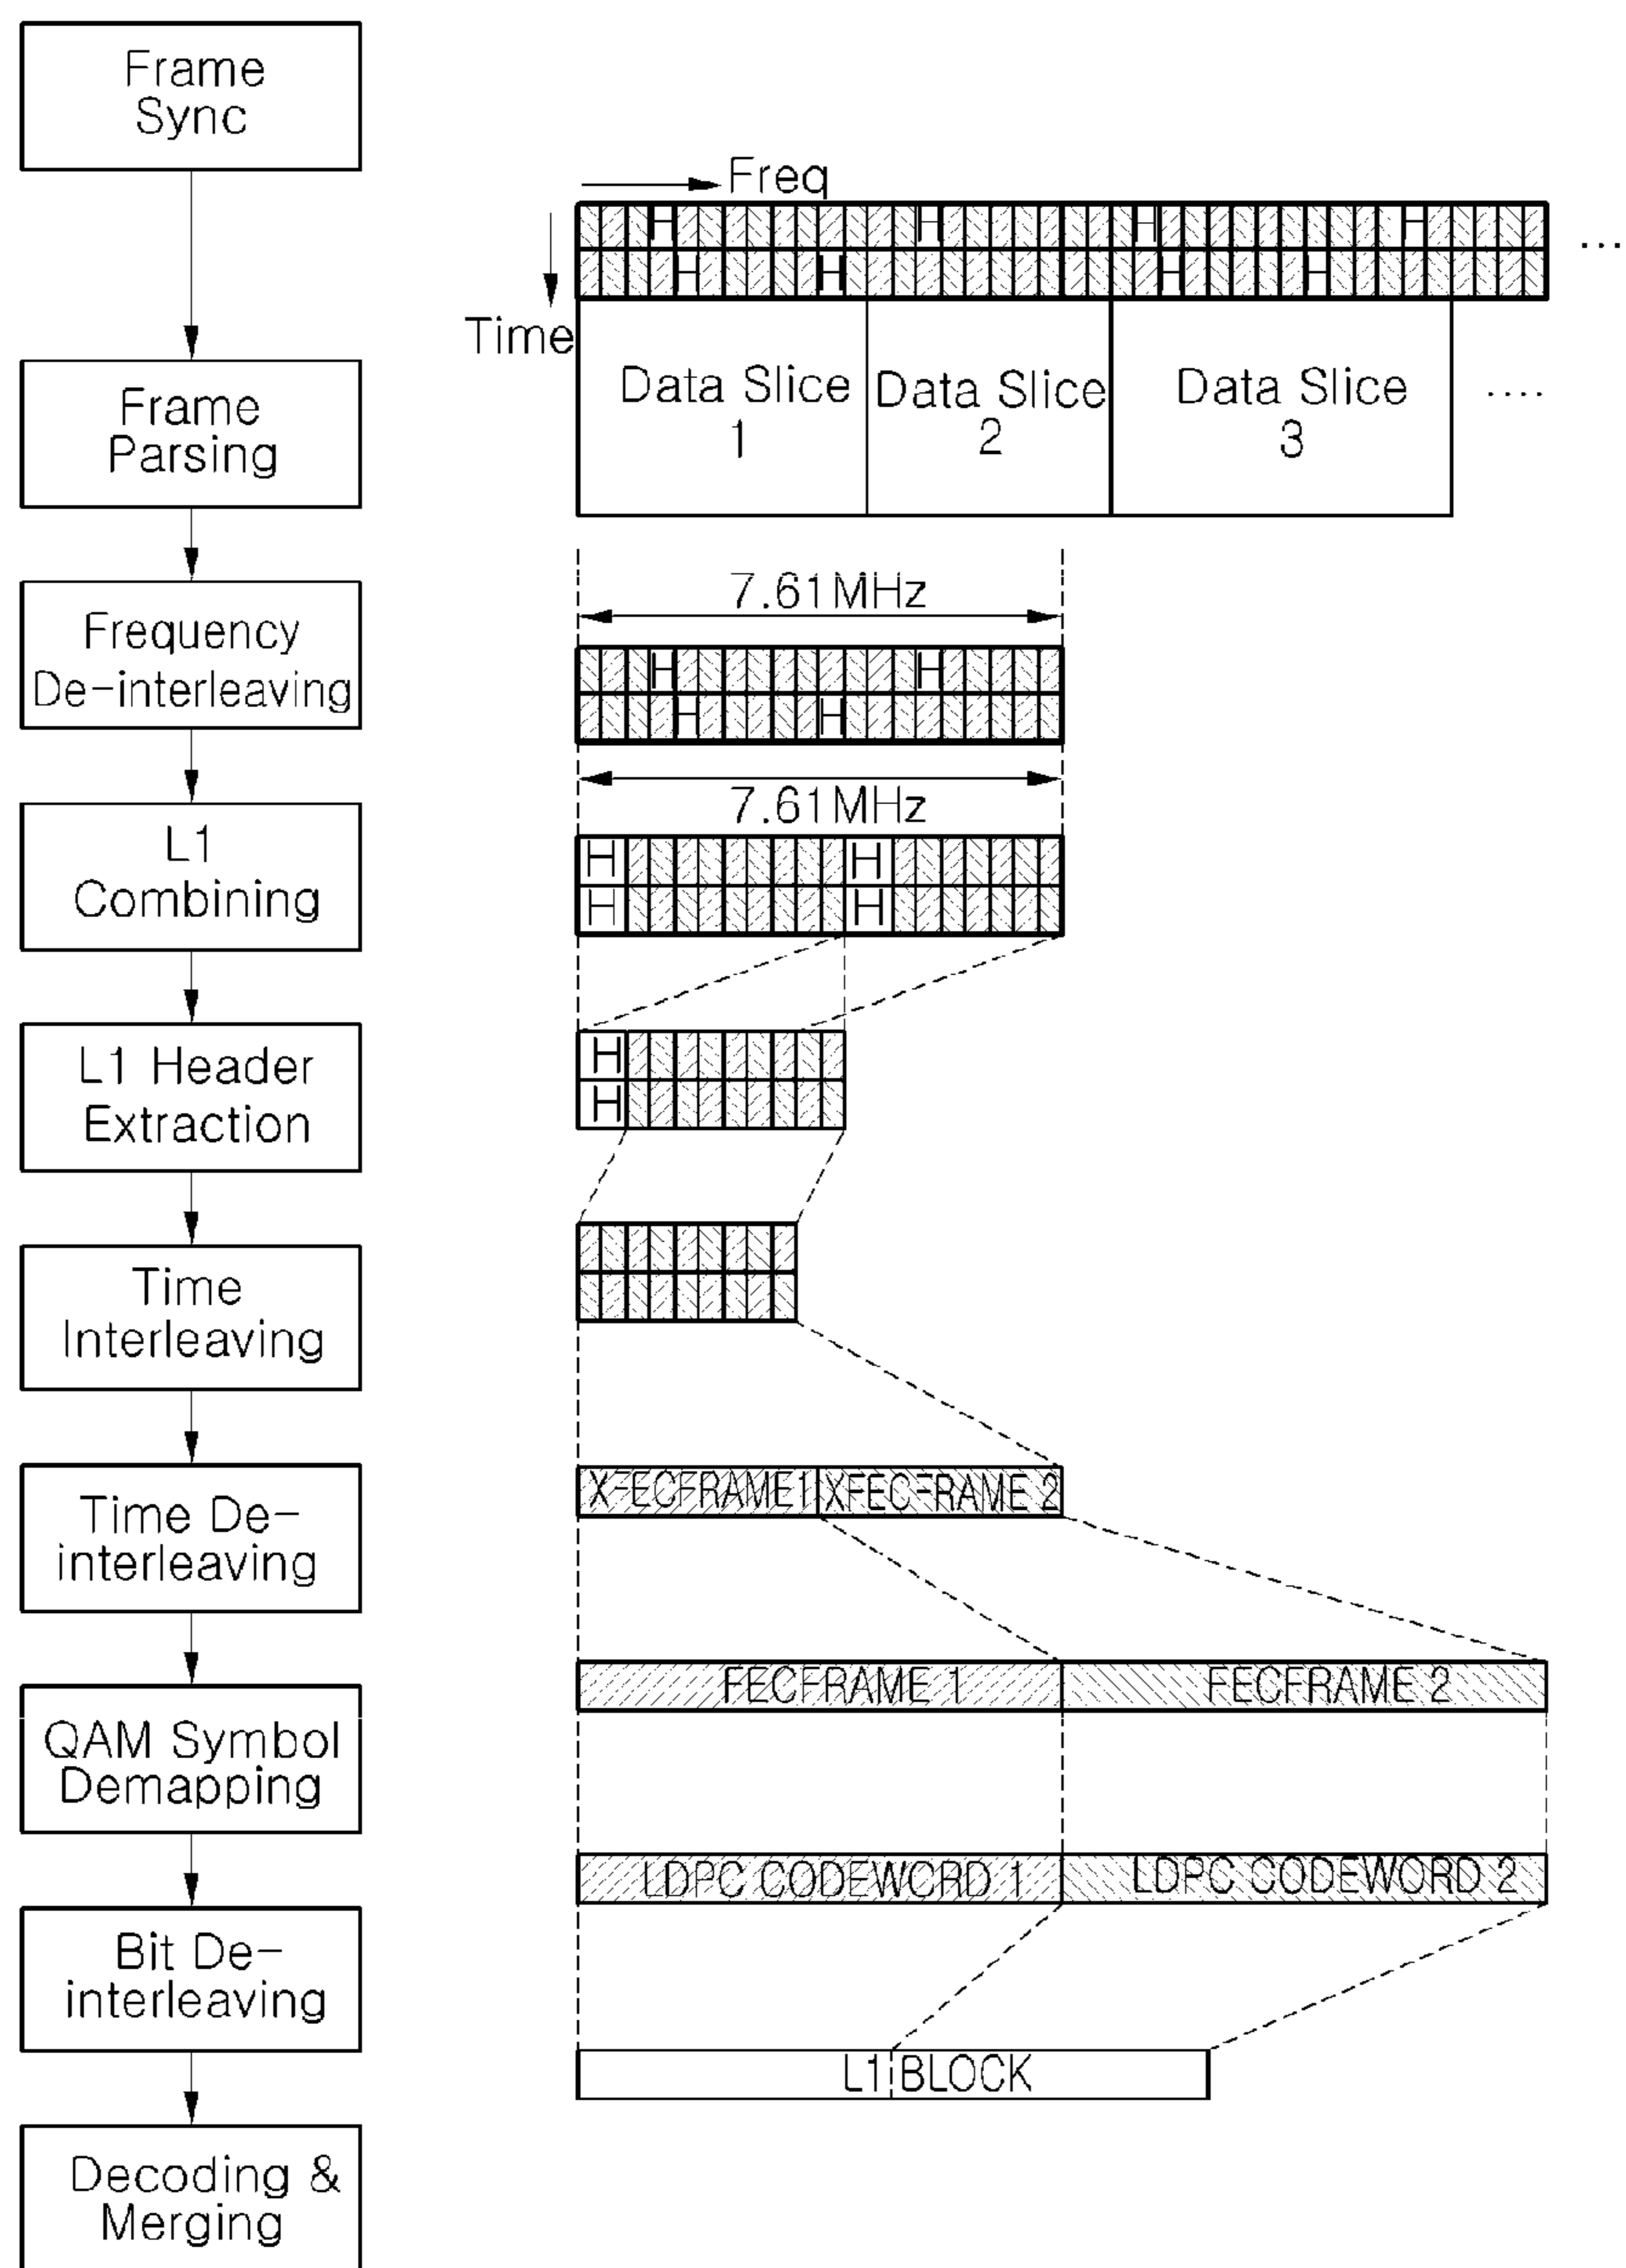 Frame
Sync
Freq
H H H H
H H H H
...
Time
Frame
Parsing
Data Slice
1
Data Slice
2
Data Slice
3
....
7.61MHz
Frequency
De-interleaving
H H
H H
7.61MHz
L1
Combining
H H
H H
L1 Header
Extraction
H
H
Time
Interleaving
XFECFRAME1 XFECFRAME 2
Time De-
interleaving
FECFRAME 1 FECFRAME 2
QAM Symbol
Demapping
LDPC CODEWORD 1 LDPC CODEWORD 2
Bit De-
interleaving
L1 BLOCK
Decoding &
Merging